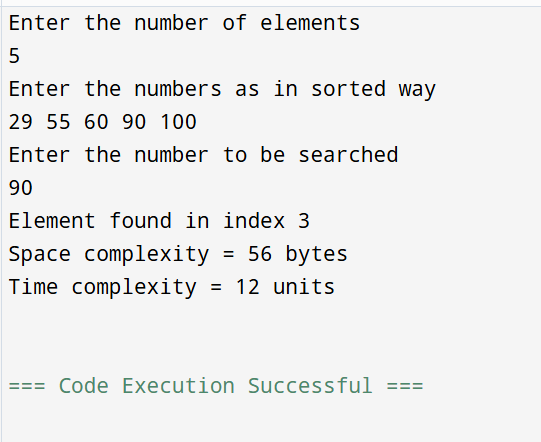 Enter the number of elements
5
Enter the numbers as in sorted way
29 55 60 90 100
Enter the number to be searched
90
Element found in index 3
Space complexity = 56 bytes
Time complexity = 12 units
=== Code Execution Successful ===